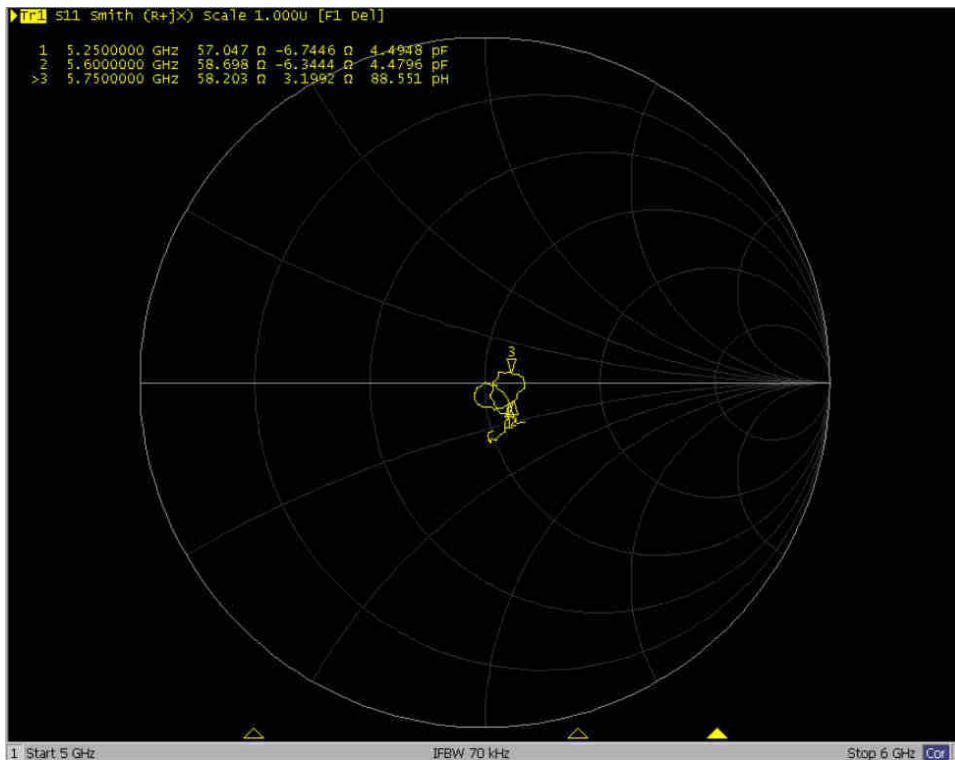 Tr1 S11 Smith (R+jX) Scale 1.000U [F1 Del]
1 5.2500000 GHz 57.047 Ω -6.7446 Ω 4.4948 pF
2 5.6000000 GHz 58.698 Ω -6.3444 Ω 4.4796 pF
>3 5.7500000 GHz 58.203 Ω 3.1992 Ω 88.551 pH
3
1 Start 5 GHz IFBW 70 kHz Stop 6 GHz Cor